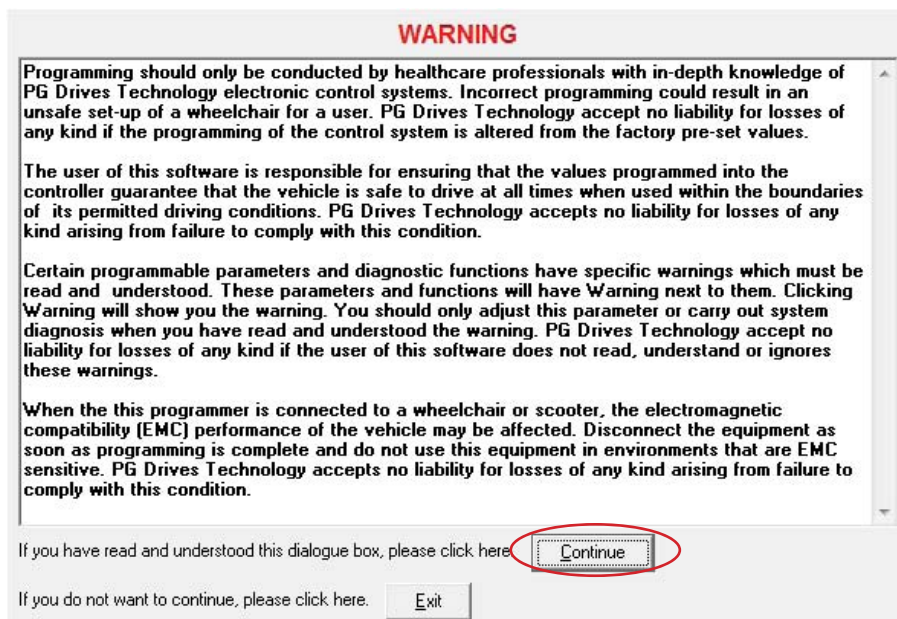 WARNING
Programming should only be conducted by healthcare professionals with in-depth knowledge of
PG Drives Technology electronic control systems. Incorrect programming could result in an
unsafe set-up of a wheelchair for a user. PG Drives Technology accept no liability for losses of
any kind if the programming of the control system is altered from the factory pre-set values.
The user of this software is responsible for ensuring that the values programmed into the
controller guarantee that the vehicle is safe to drive at all times when used within the boundaries
of its permitted driving conditions. PG Drives Technology accepts no liability for losses of any
kind arising from failure to comply with this condition.
Certain programmable parameters and diagnostic functions have specific warnings which must be
read and understood. These parameters and functions will have Warning next to them. Clicking
Warning will show you the warning. You should only adjust this parameter or carry out system
diagnosis when you have read and understood the warning. PG Drives Technology accept no
liability for losses of any kind if the user of this software does not read, understand or ignores
these warnings.
When the this programmer is connected to a wheelchair or scooter, the electromagnetic
compatibility (EMC) performance of the vehicle may be affected. Disconnect the equipment as
soon as programming is complete and do not use this equipment in environments that are EMC
sensitive. PG Drives Technology accepts no liability for losses of any kind arising from failure to
comply with this condition.
If you have read and understood this dialogue box, please click here Continue
If you do not want to continue, please click here. Exit